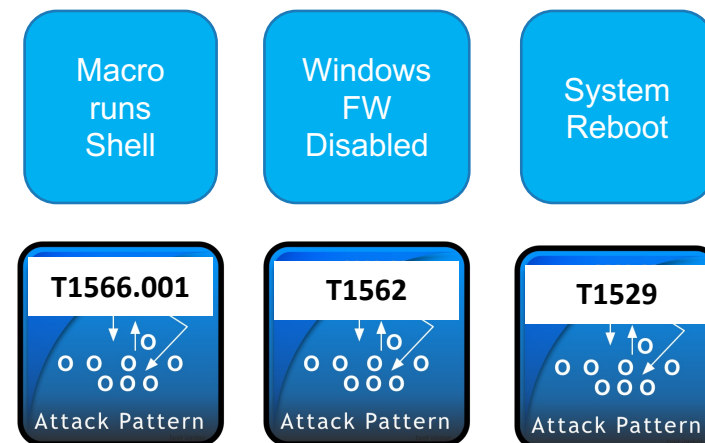 Macro
runs
Shell
Windows
FW
Disabled
System
Reboot
T1566.001
T1562
T1529
O
O O O O
O O O
Attack Pattern
O
O O O O
O O O
Attack Pattern
O
O O O O
O O O
Attack Pattern